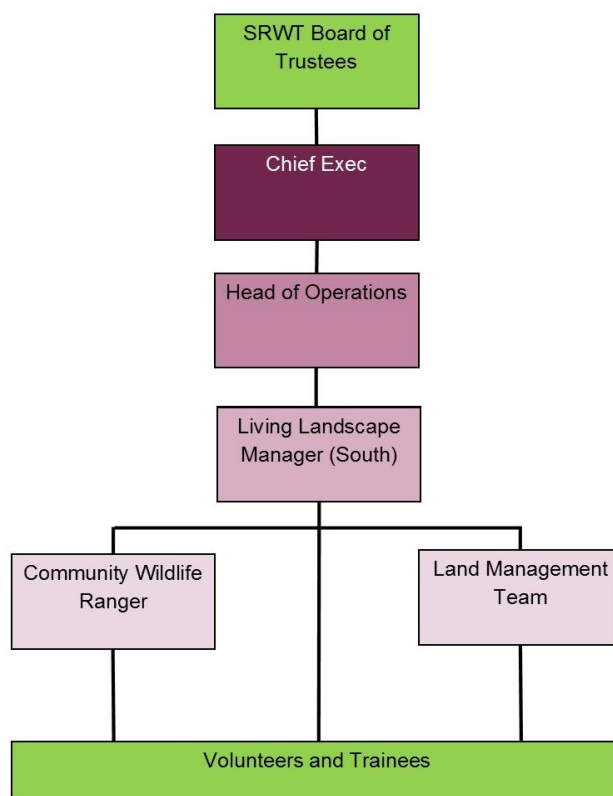 SRWT Board of
Trustees
Chief Exec
Head of Operations
Living Landscape
Manager (South)
Community Wildlife
Ranger
Land Management
Team
Volunteers and Trainees